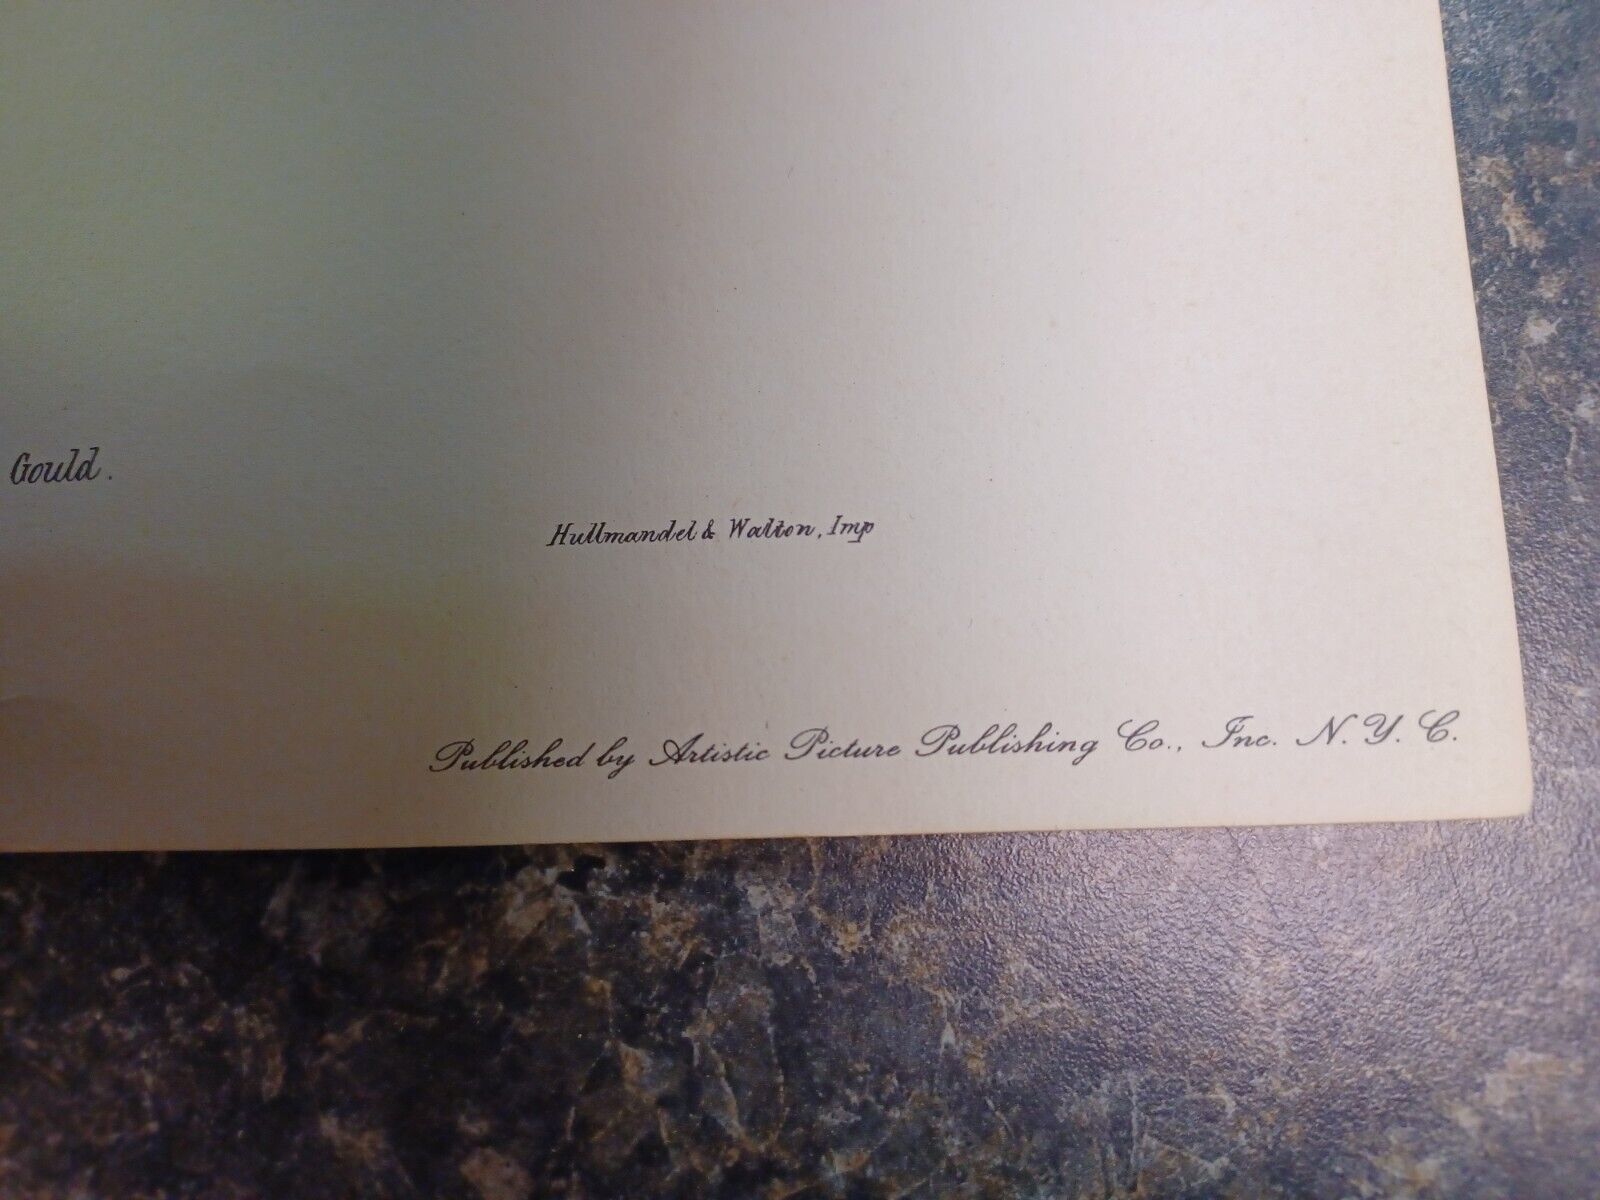 Gould.
Hullmandel & Walton, Imp
Published by Artistic Picture Publishing Co., Inc. N. Y. C.